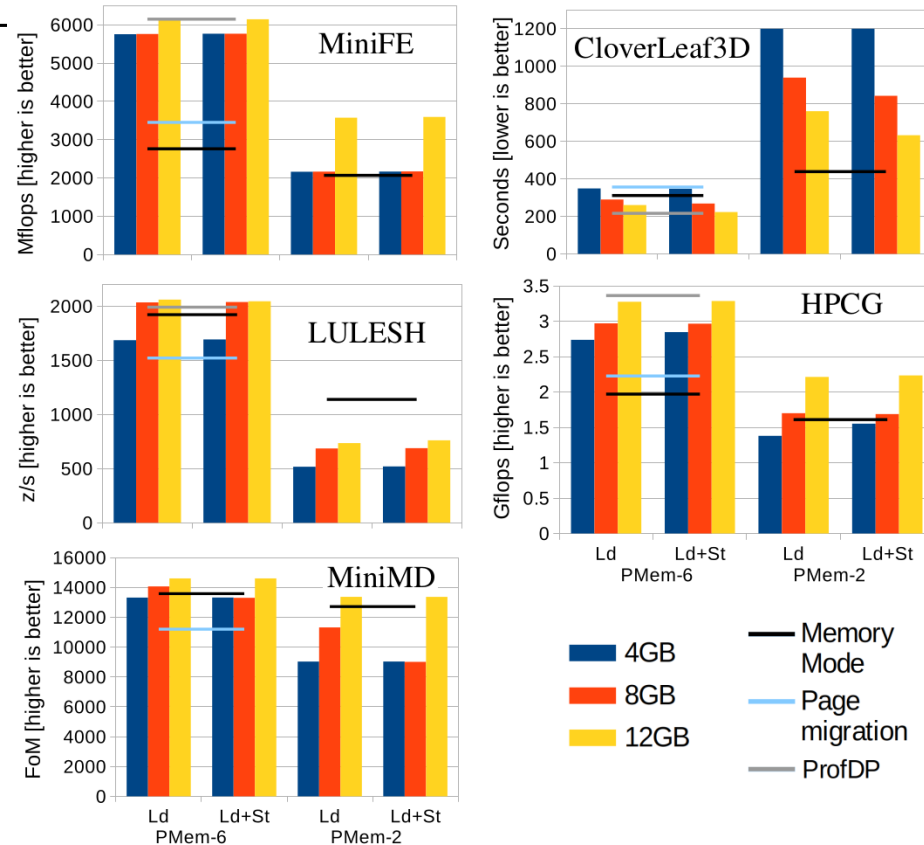 Mflops [higher is better]
6000
5000
4000
3000
2000
1000
0
MiniFE
Seconds [lower is better]
1200
1000
800
600
400
200
0
CloverLeaf3D
z/s [higher is better]
2000
1500
1000
500
0
LULESH
Gflops [higher is better]
3.5
3
2.5
2
1.5
1
0.5
0
HPCG
Ld Ld+St Ld Ld+St
PMem-6 PMem-2
FoM [higher is better]
16000
14000
12000
10000
8000
6000
4000
2000
0
MiniMD
Ld Ld+St Ld Ld+St
PMem-6 PMem-2
4GB
8GB
12GB
Memory
Mode
Page
migration
ProfDP